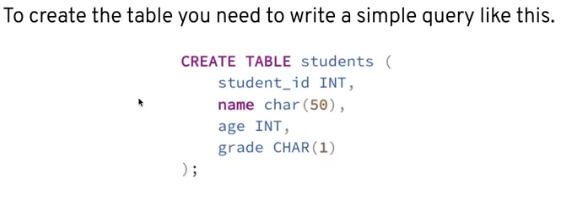 To create the table you need to write a simple query like this.
CREATE TABLE students (
student_id INT,
name char(50),
age INT,
grade CHAR(1)
);